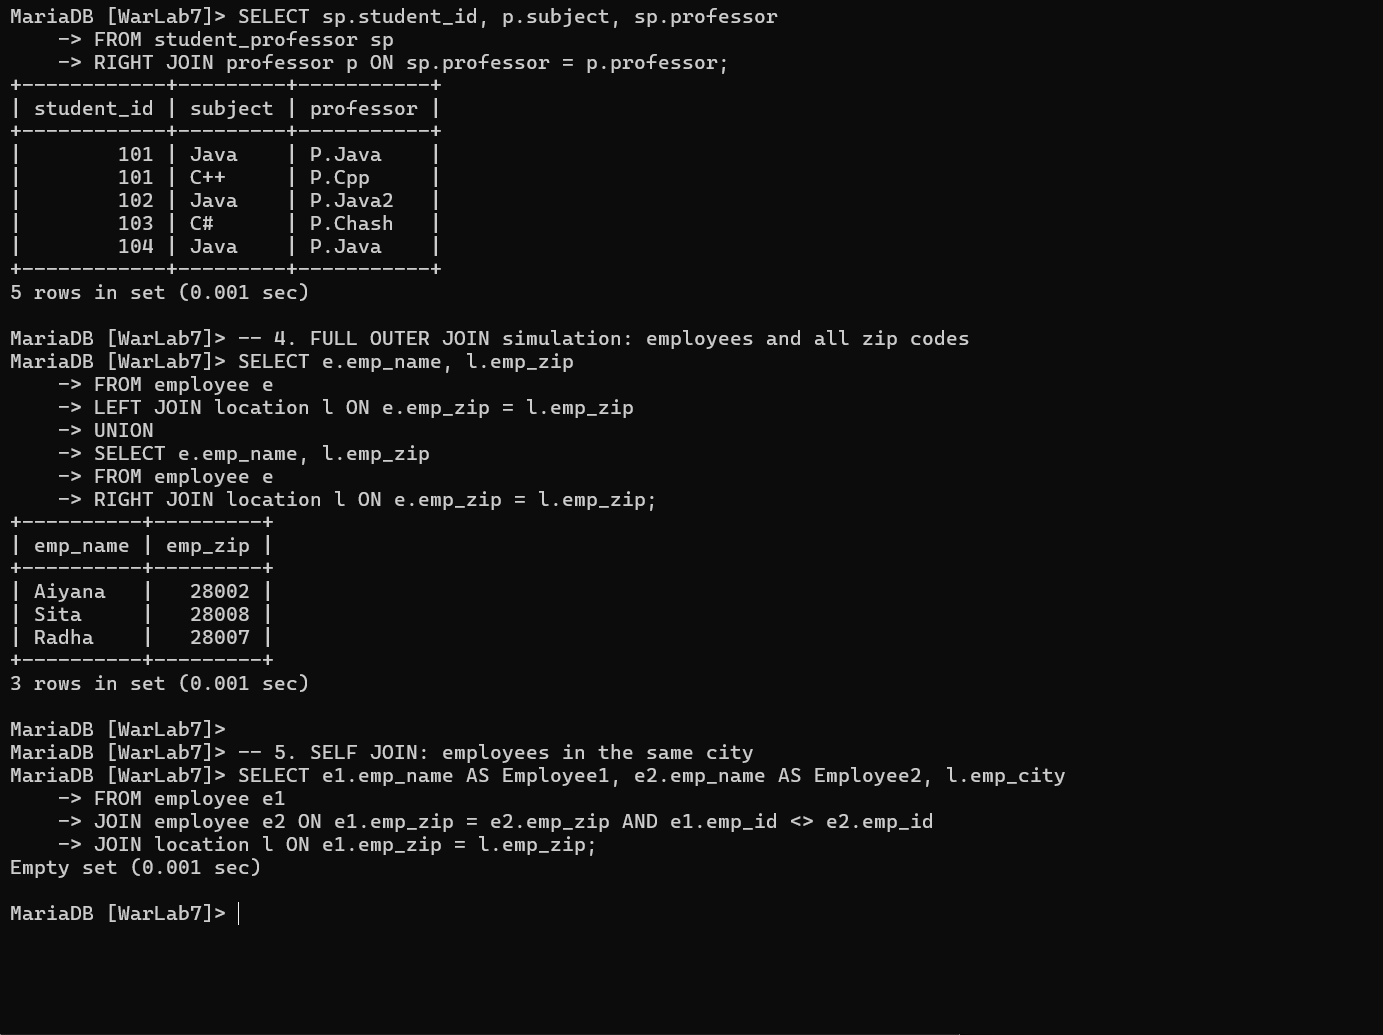 MariaDB [WarLab7]> SELECT sp.student_id, p.subject, sp.professor
    -> FROM student_professor sp
    -> RIGHT JOIN professor p ON sp.professor = p.professor;
+------------+---------+-----------+
| student_id | subject | professor |
+------------+---------+-----------+
|        101 | Java    | P.Java    |
|        101 | C++     | P.Cpp     |
|        102 | Java    | P.Java2   |
|        103 | C#      | P.Chash   |
|        104 | Java    | P.Java    |
+------------+---------+-----------+
5 rows in set (0.001 sec)

MariaDB [WarLab7]> -- 4. FULL OUTER JOIN simulation: employees and all zip codes
MariaDB [WarLab7]> SELECT e.emp_name, l.emp_zip
    -> FROM employee e
    -> LEFT JOIN location l ON e.emp_zip = l.emp_zip
    -> UNION
    -> SELECT e.emp_name, l.emp_zip
    -> FROM employee e
    -> RIGHT JOIN location l ON e.emp_zip = l.emp_zip;
+----------+---------+
| emp_name | emp_zip |
+----------+---------+
| Aiyana   |   28002 |
| Sita     |   28008 |
| Radha    |   28007 |
+----------+---------+
3 rows in set (0.001 sec)

MariaDB [WarLab7]>
MariaDB [WarLab7]> -- 5. SELF JOIN: employees in the same city
MariaDB [WarLab7]> SELECT e1.emp_name AS Employee1, e2.emp_name AS Employee2, l.emp_city
    -> FROM employee e1
    -> JOIN employee e2 ON e1.emp_zip = e2.emp_zip AND e1.emp_id <> e2.emp_id
    -> JOIN location l ON e1.emp_zip = l.emp_zip;
Empty set (0.001 sec)

MariaDB [WarLab7]>